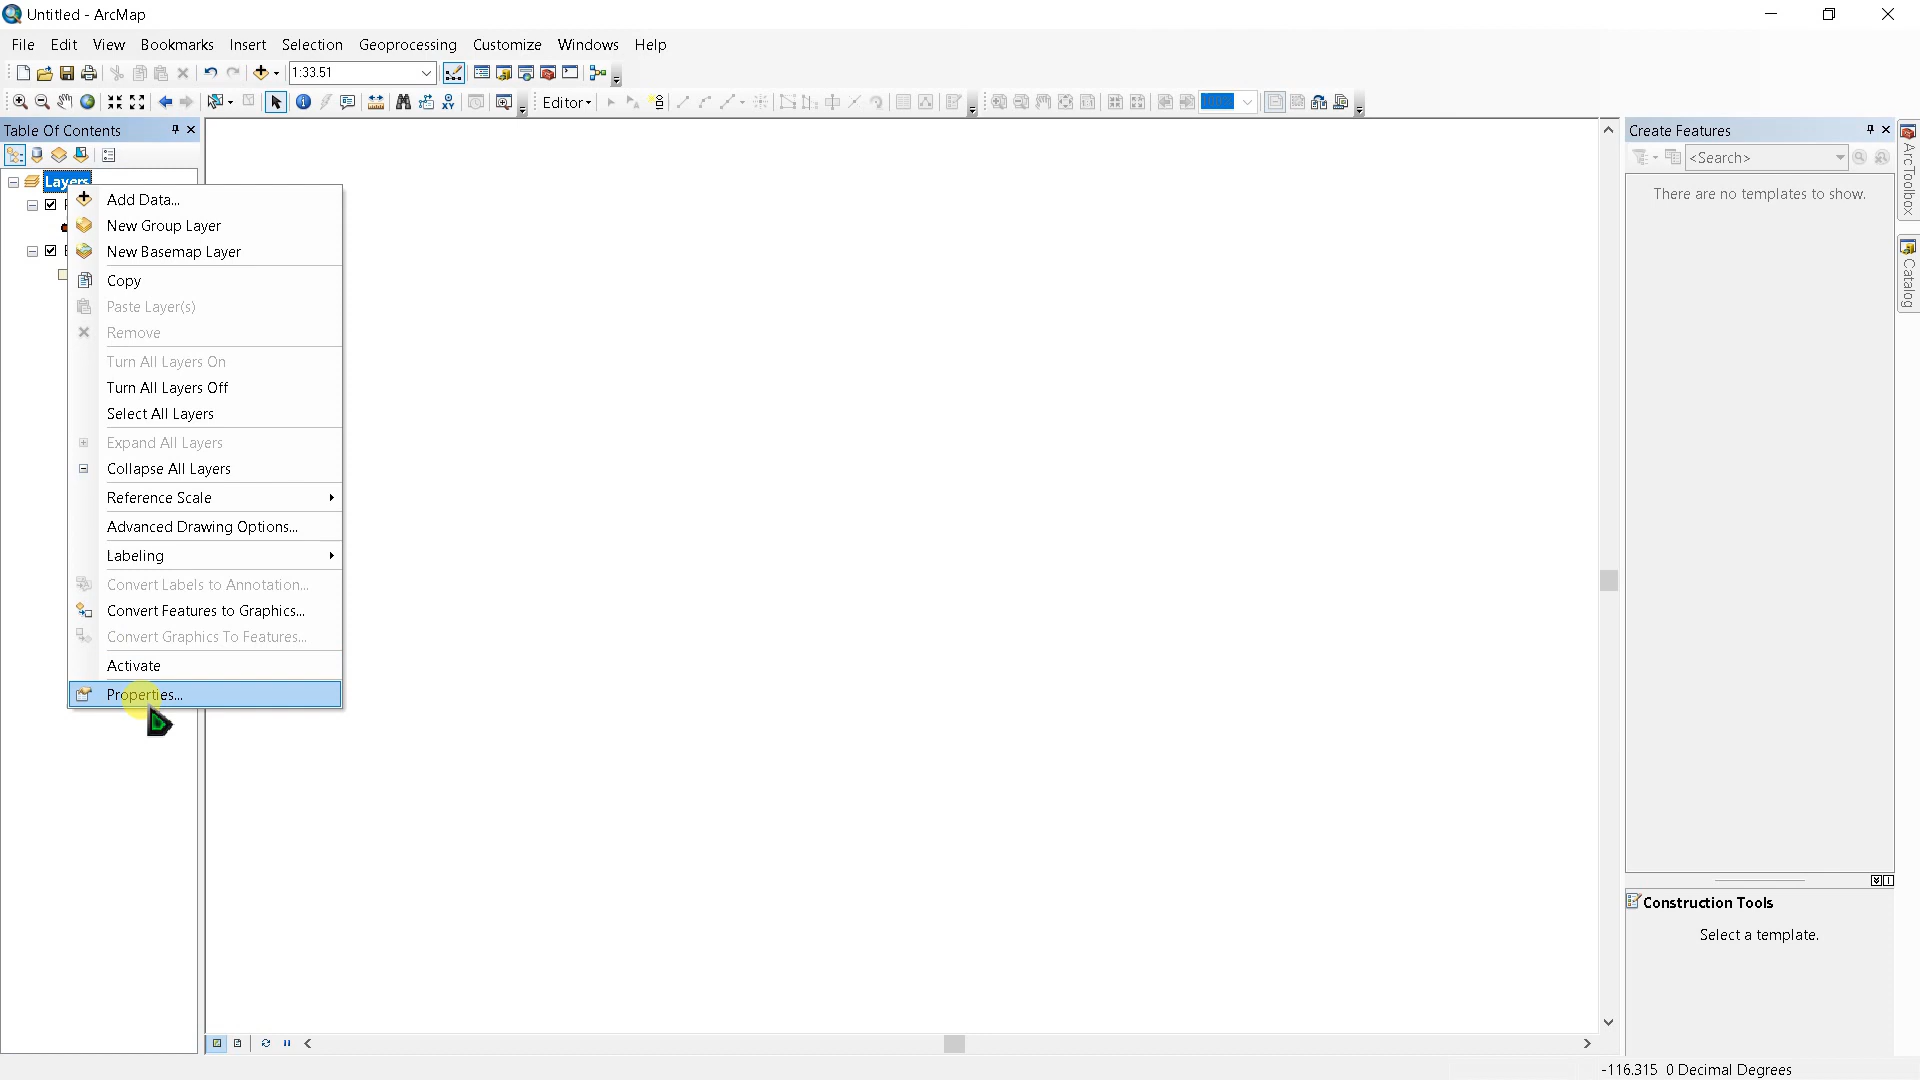 Untitled - ArcMap
File Edit View Bookmarks Insert Selection Geoprocessing Customize Windows Help
1:33.51
Editor
Table Of Contents
Create Features
<Search>
There are no templates to show.
ArcToolbox
Catalog
Layers
Add Data...
New Group Layer
New Basemap Layer
Copy
Paste Layer(s)
Remove
Turn All Layers On
Turn All Layers Off
Select All Layers
Expand All Layers
Collapse All Layers
Reference Scale
Advanced Drawing Options...
Labeling
Convert Labels to Annotation...
Convert Features to Graphics...
Convert Graphics To Features...
Activate
Properties...
Construction Tools
Select a template.
-116.315 0 Decimal Degrees